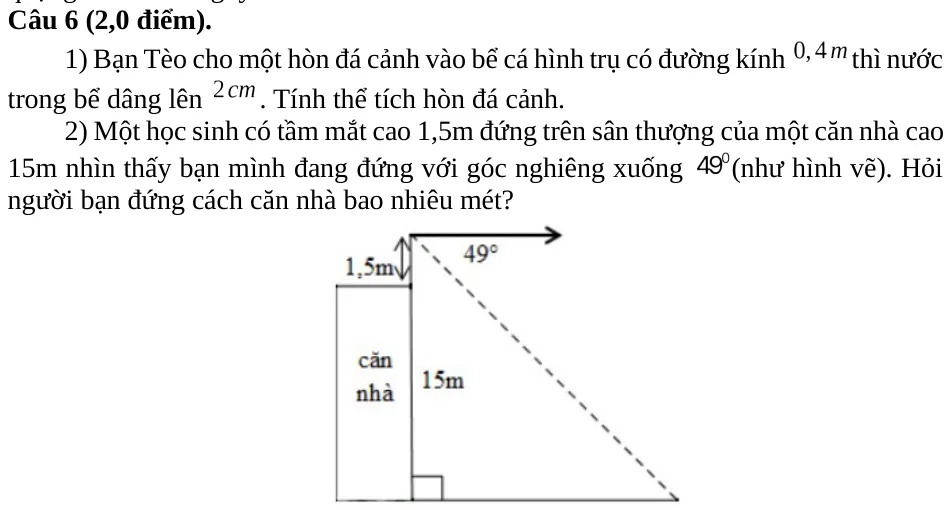 Câu 6 (2,0 điểm).
1) Bạn Tèo cho một hòn đá cảnh vào bể cá hình trụ có đường kính 0,4m thì nước
trong bể dâng lên 2cm. Tính thể tích hòn đá cảnh.
2) Một học sinh có tầm mắt cao 1,5m đứng trên sân thượng của một căn nhà cao
15m nhìn thấy bạn mình đang đứng với góc nghiêng xuống 49⁰(như hình vẽ). Hỏi
người bạn đứng cách căn nhà bao nhiêu mét?
49°
1,5m
căn
15m
nhà